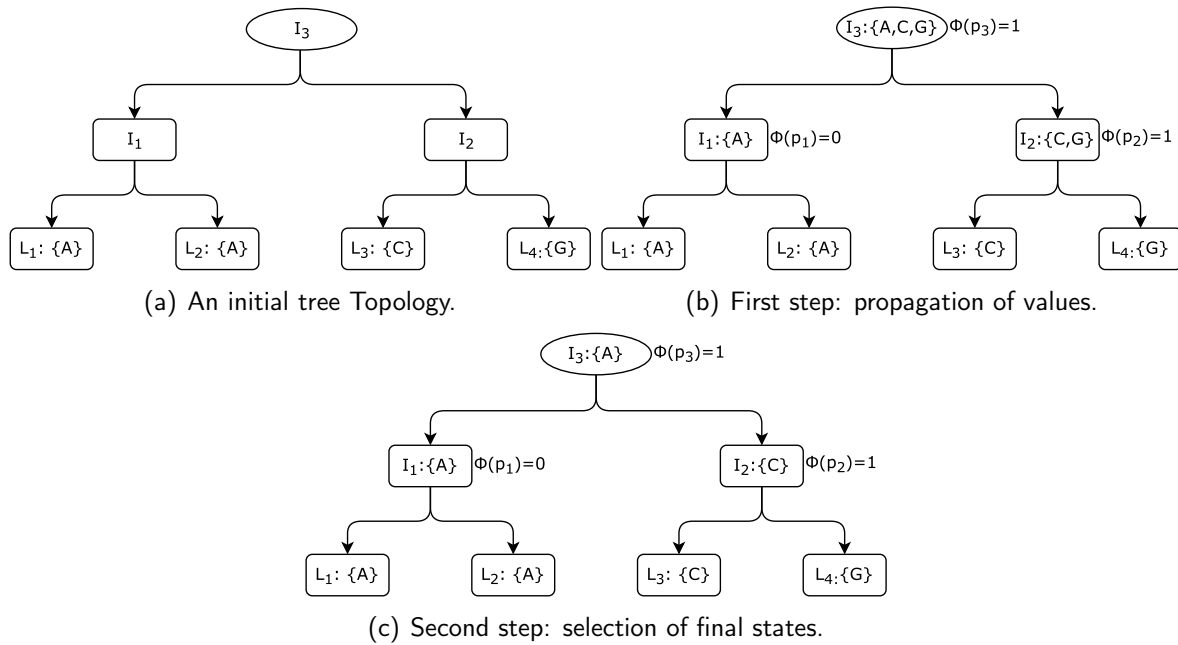 I₃
I₁ I₂
L₁: {A} L₂: {A} L₃: {C} L₄:{G}
(a) An initial tree Topology.
I₃:{A,C,G} Φ(p₃)=1
I₁:{A} Φ(p₁)=0 I₂:{C,G} Φ(p₂)=1
L₁: {A} L₂: {A} L₃: {C} L₄:{G}
(b) First step: propagation of values.
I₃:{A} Φ(p₃)=1
I₁:{A} Φ(p₁)=0 I₂:{C} Φ(p₂)=1
L₁: {A} L₂: {A} L₃: {C} L₄:{G}
(c) Second step: selection of final states.